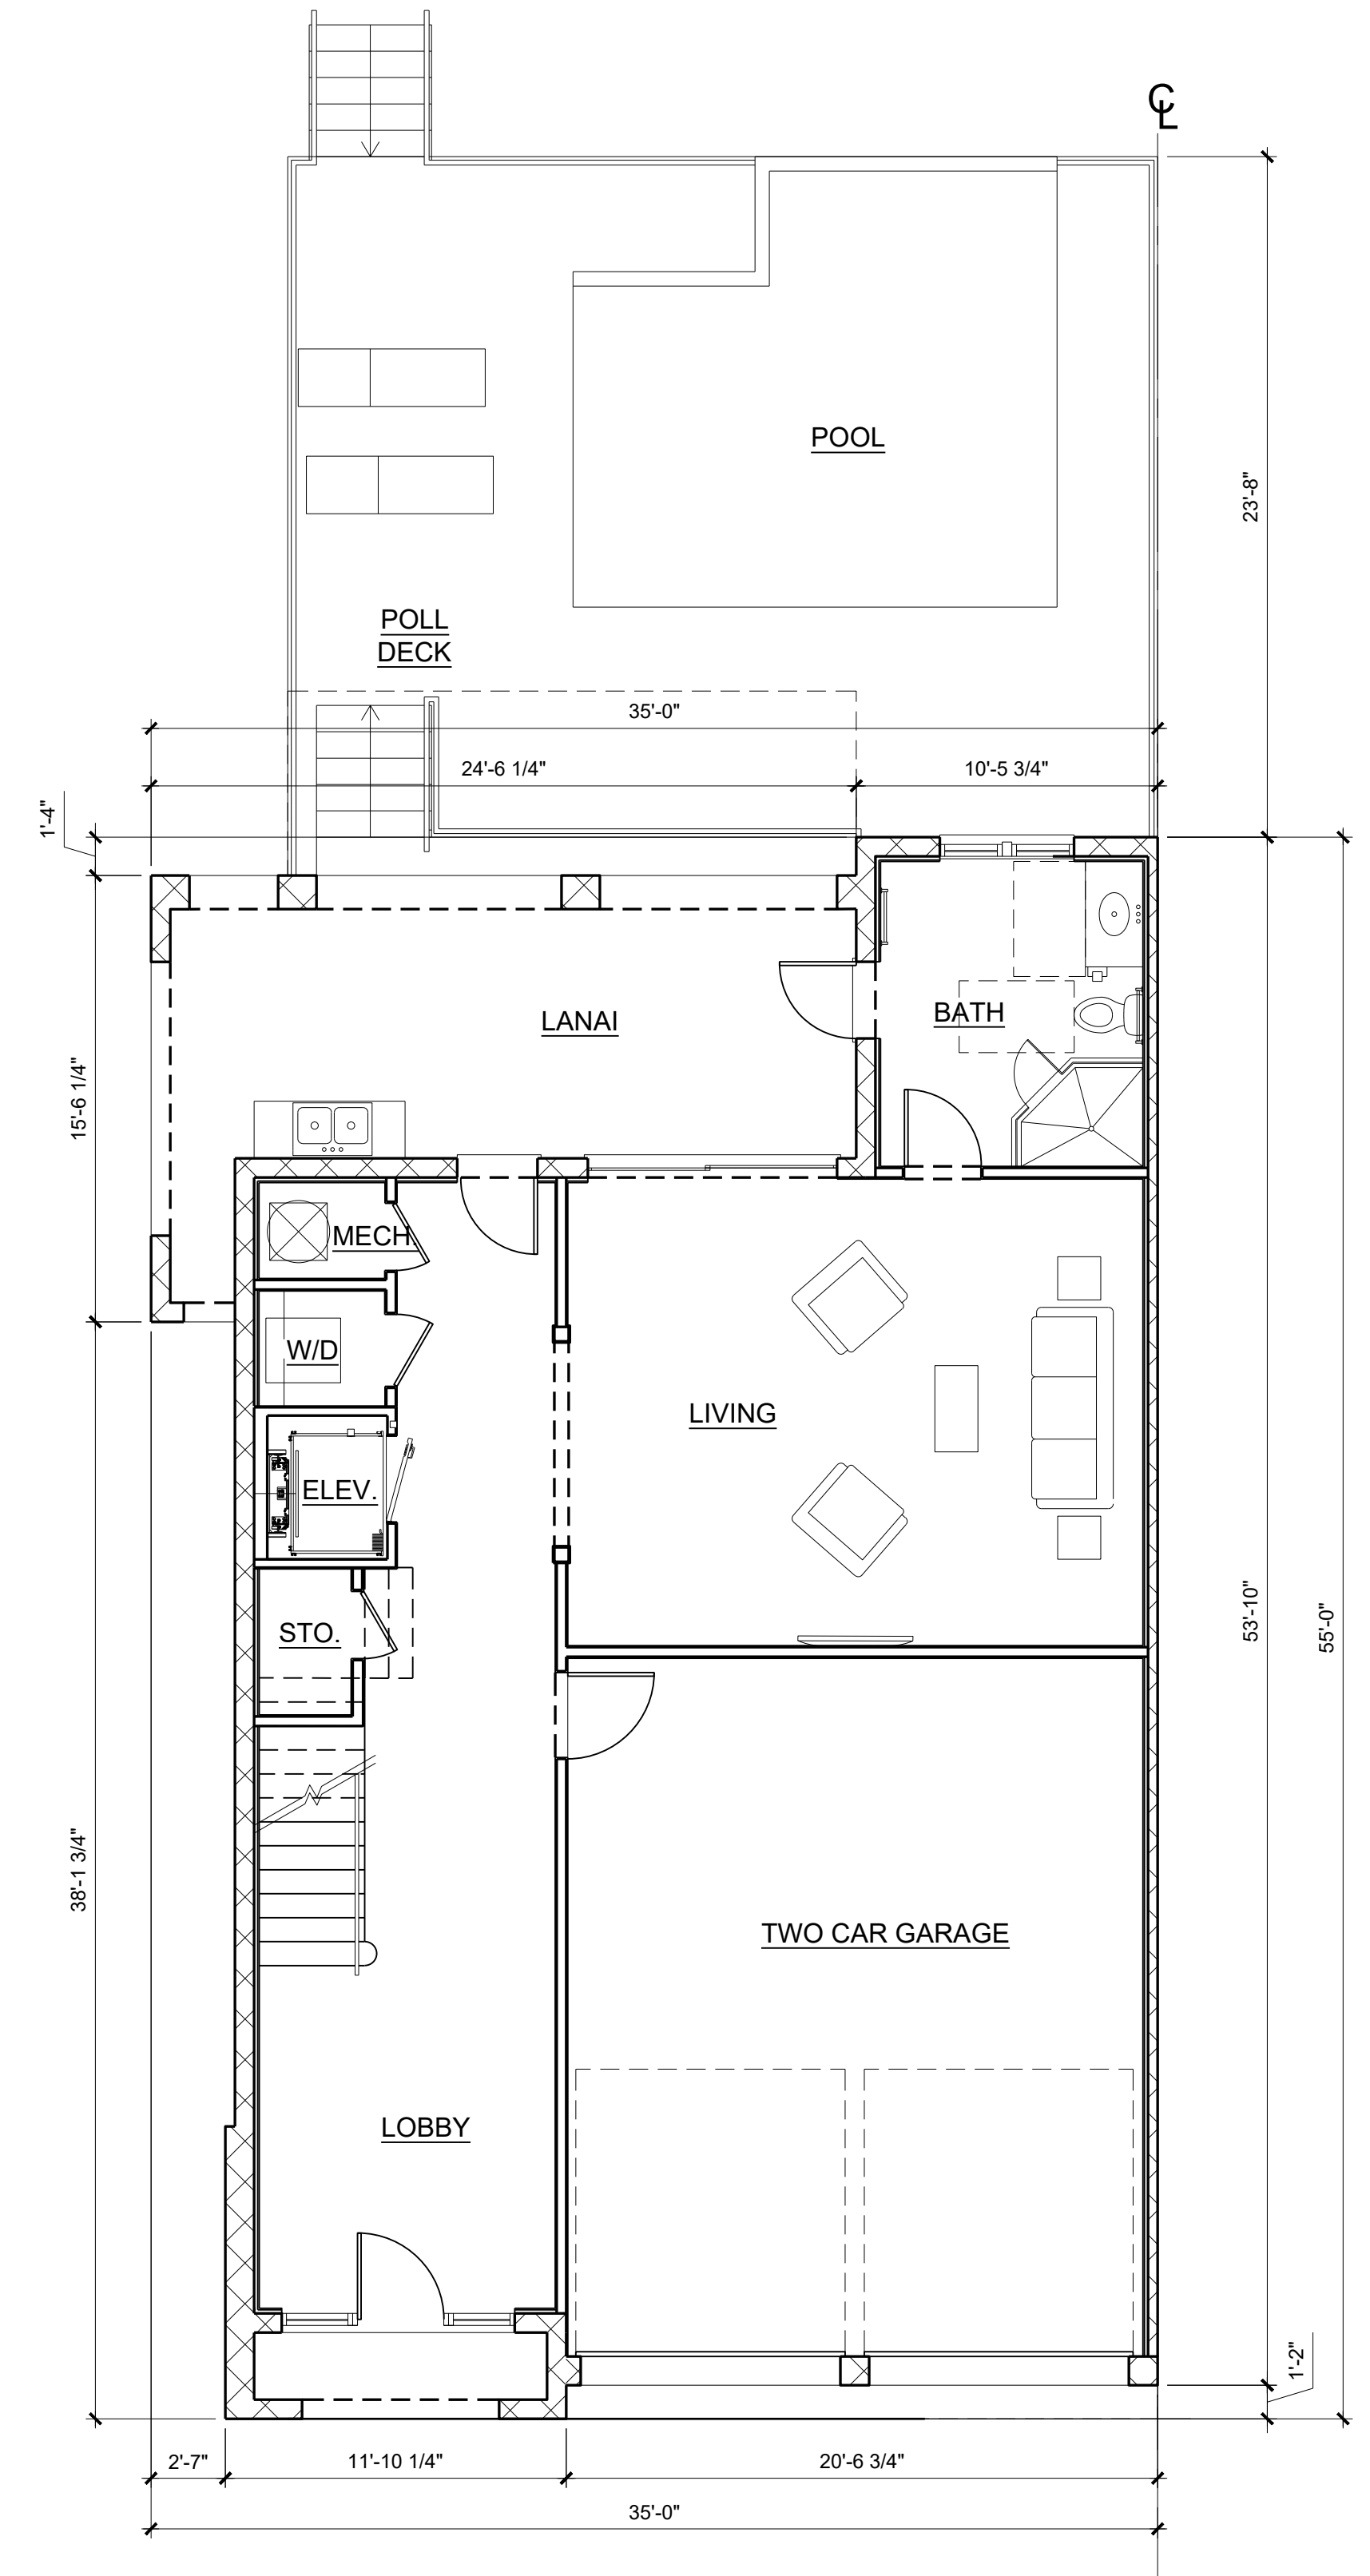 CL
23'-8"
POOL
POLL
DECK
35'-0"
24'-6 1/4"
10'-5 3/4"
1'-4"
LANAI
BATH
15'-6 1/4"
MECH.
W/D
LIVING
ELEV.
STO.
53'-10"
55'-0"
38'-1 3/4"
TWO CAR GARAGE
LOBBY
1'-2"
2'-7"
11'-10 1/4"
20'-6 3/4"
35'-0"